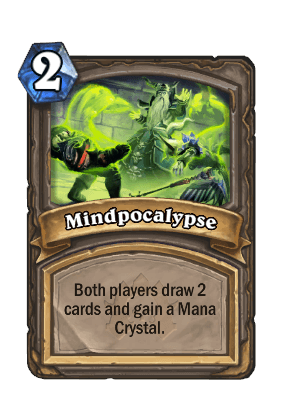 2
Mindpocalypse
Both players draw 2
cards and gain a Mana
Crystal.